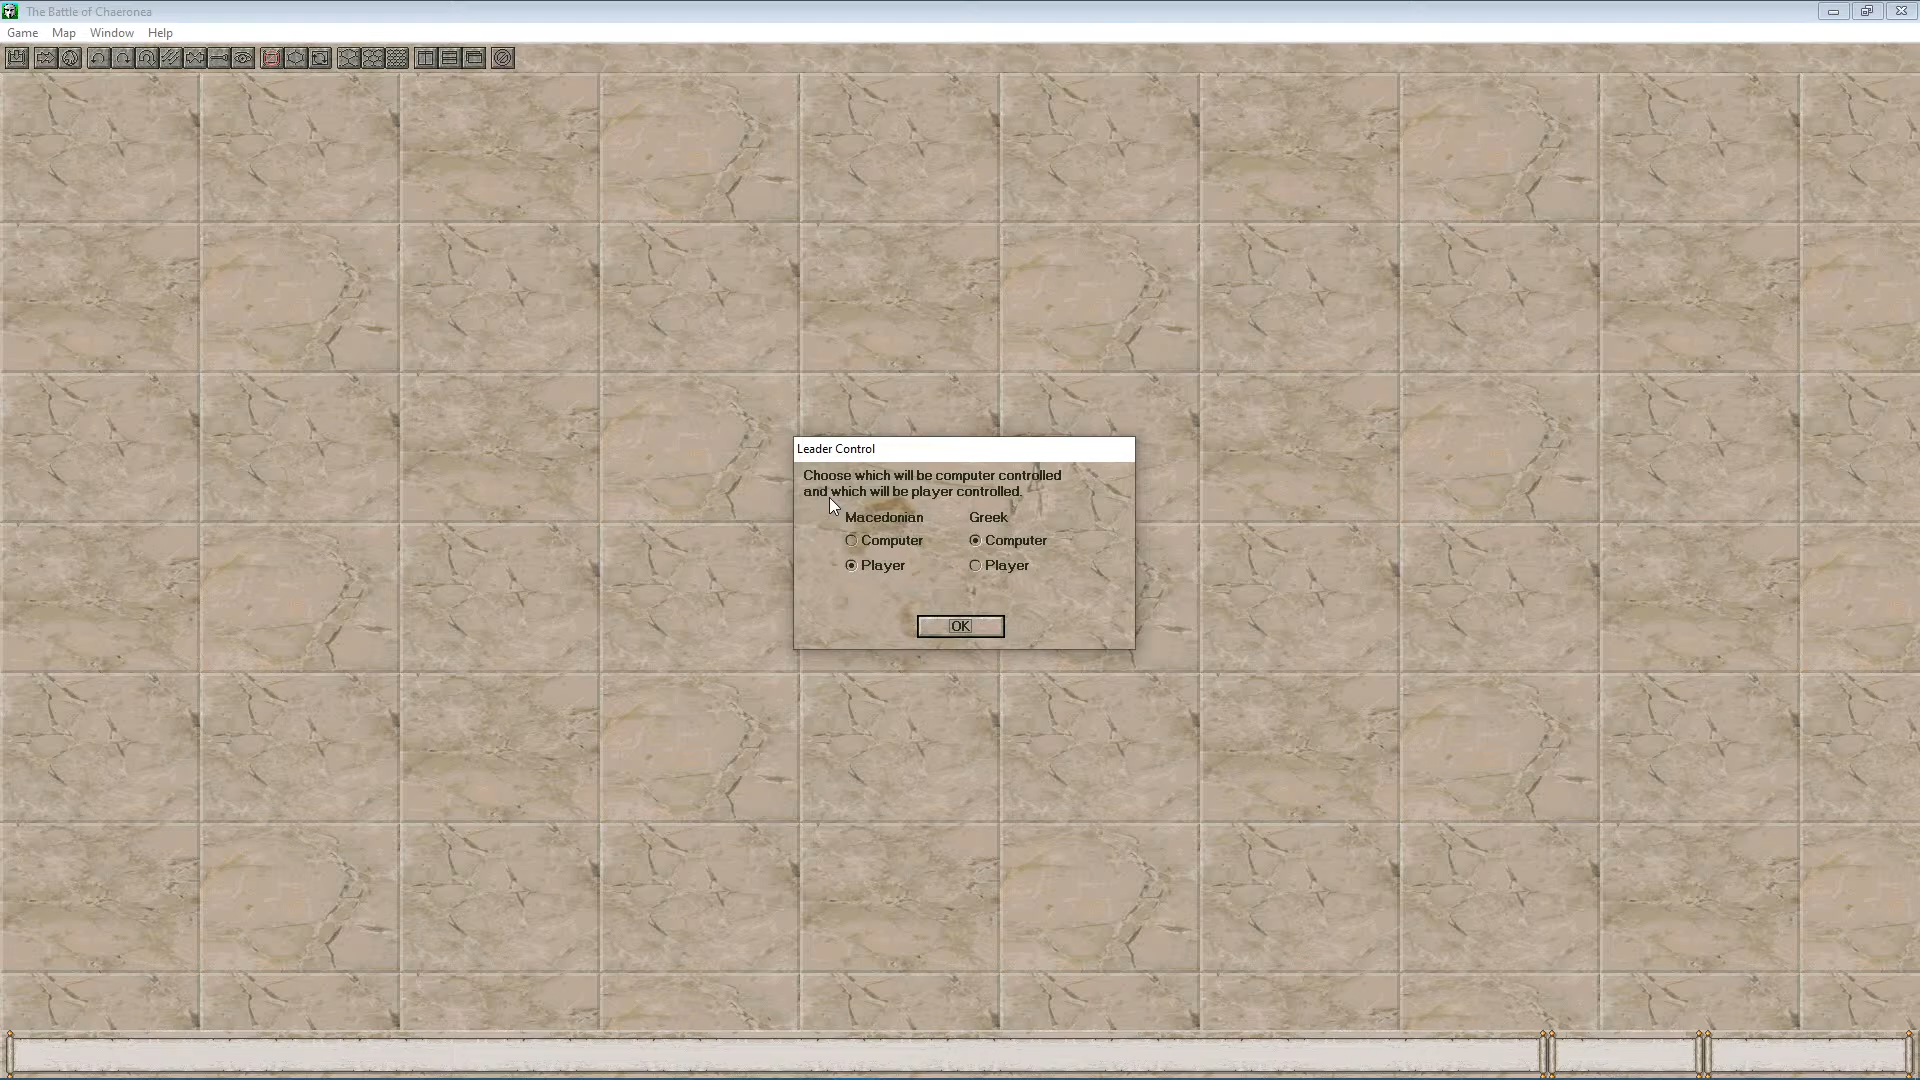 The Battle of Chaeronea
Game Map Window Help
Leader Control
Choose which will be computer controlled
and which will be player controlled.
Macedonian Greek
Computer Computer
Player Player
OK